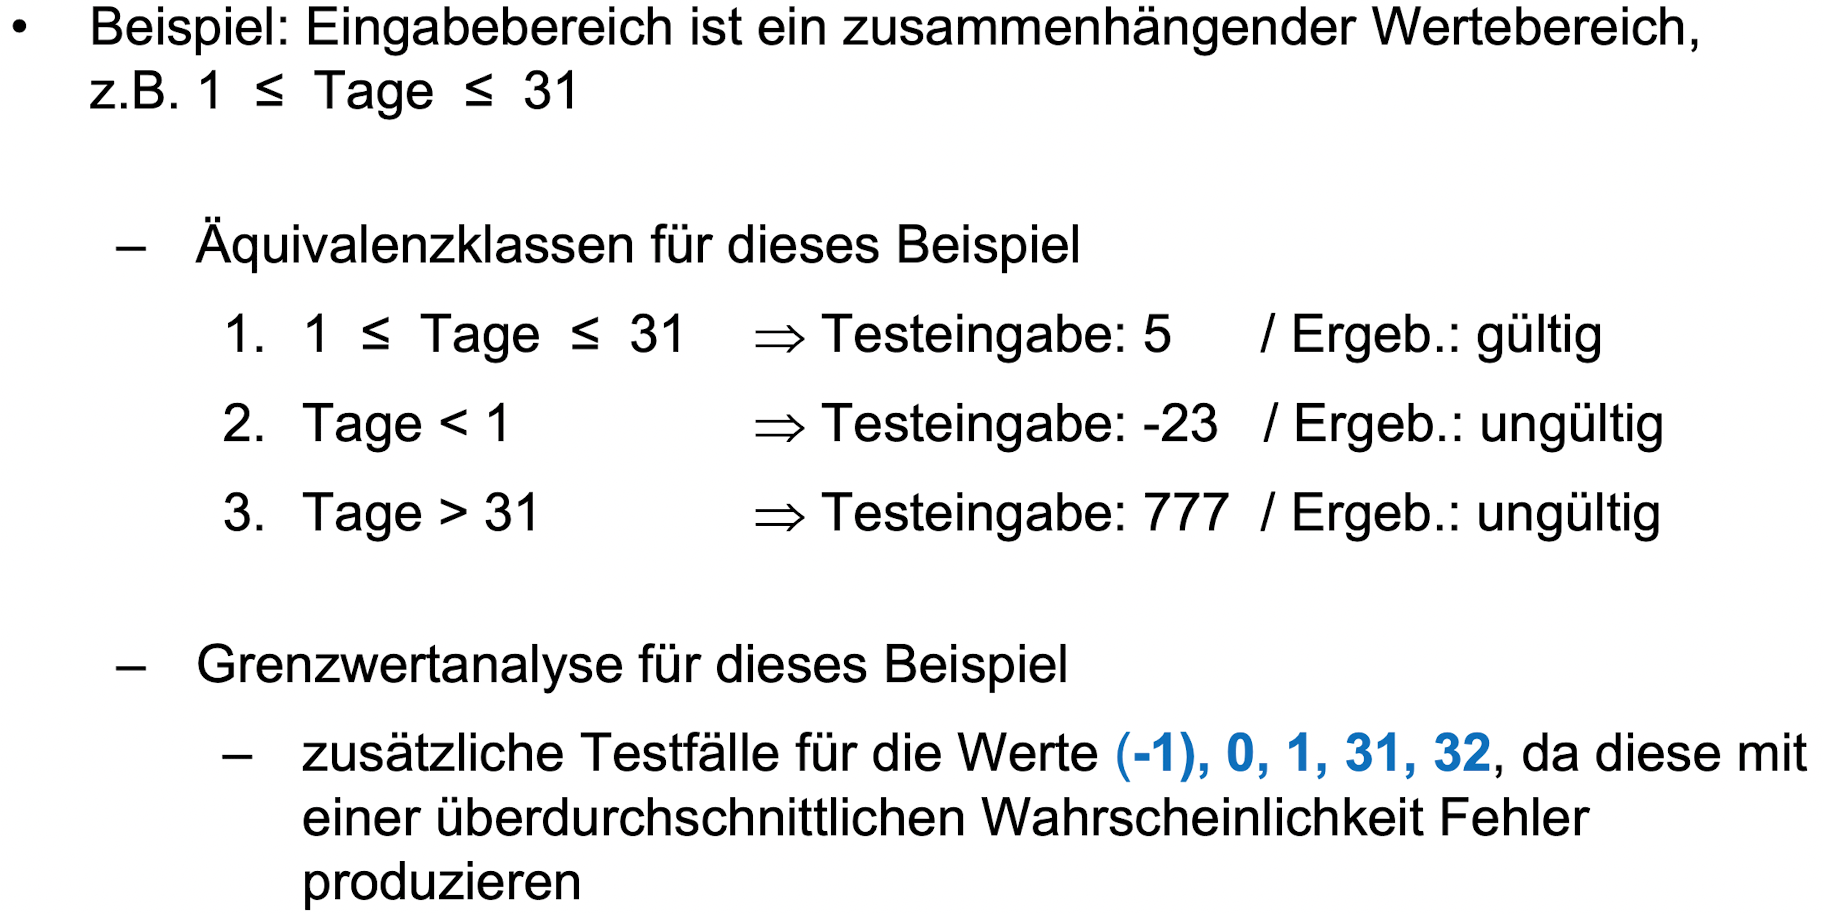 • Beispiel: Eingabebereich ist ein zusammenhängender Wertebereich,
z.B. 1 ≤ Tage ≤ 31
– Äquivalenzklassen für dieses Beispiel
1. 1 ≤ Tage ≤ 31 ⇒ Testeingabe: 5 / Ergeb.: gültig
2. Tage < 1 ⇒ Testeingabe: -23 / Ergeb.: ungültig
3. Tage > 31 ⇒ Testeingabe: 777 / Ergeb.: ungültig
– Grenzwertanalyse für dieses Beispiel
– zusätzliche Testfälle für die Werte (-1), 0, 1, 31, 32, da diese mit
einer überdurchschnittlichen Wahrscheinlichkeit Fehler
produzieren